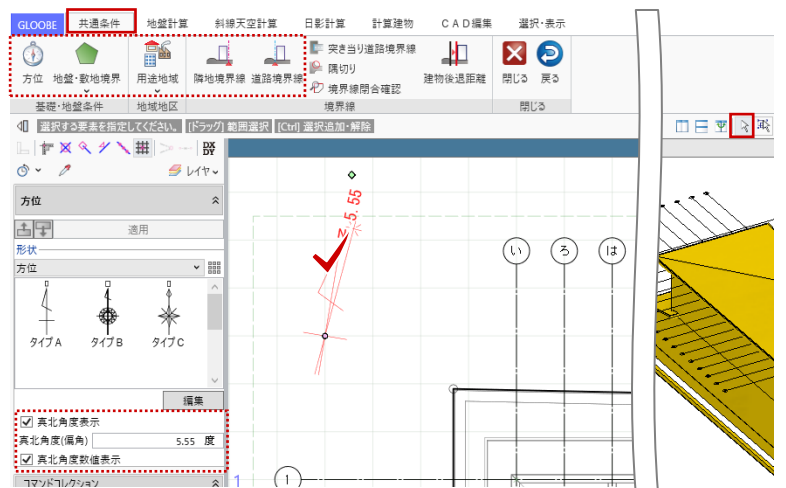 GLOOBE 共通条件 地盤計算 斜線天空計算 日影計算 計算建物 CAD編集 選択・表示
方位 地盤・敷地境界 用途地域 隣地境界線 道路境界線 突き当り道路境界線
隅切り
境界線閉合確認
建物後退距離 閉じる 戻る
基礎・地盤条件 地域地区 境界線 閉じる
選択する要素を指定してください。 [ドラッグ] 範囲選択 [Ctrl] 選択追加・解除
DX
DY
レイヤ
方位
適用
形状
方位
タイプA タイプB タイプC
編集
真北角度表示
真北角度(偏角) 5.55 度
真北角度数値表示
コマンドコレクション
N 5.55
い ろ は
1
1